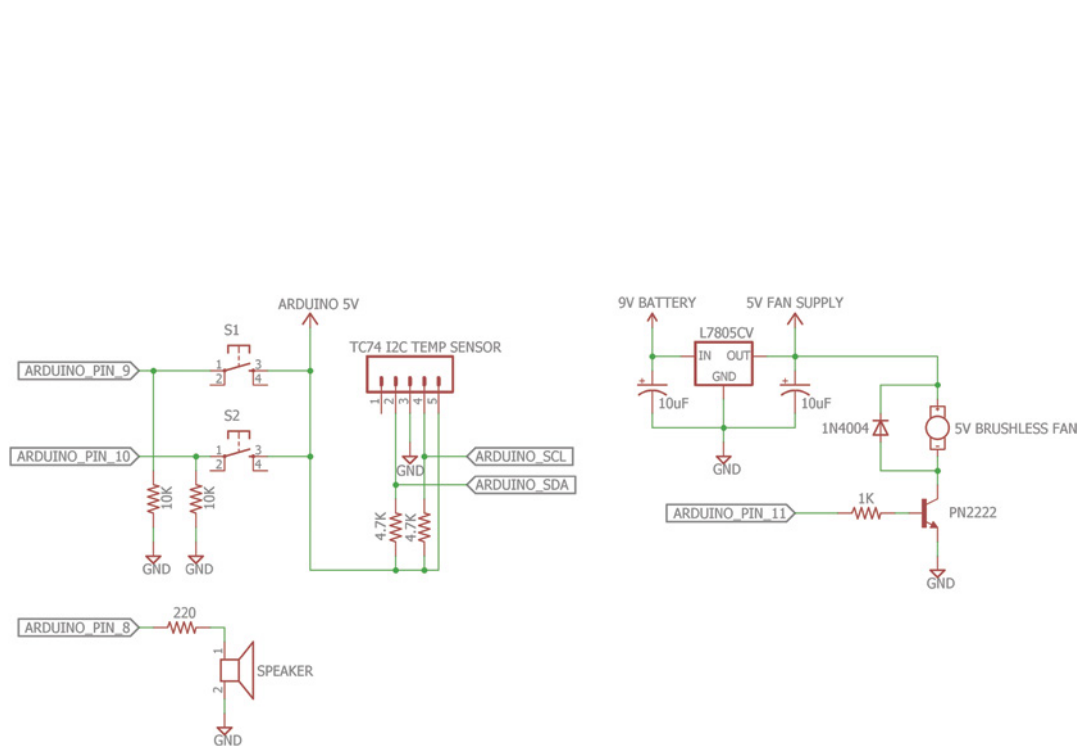 ARDUINO 5V
S1
ARDUINO_PIN_9
1
2
3
4
S2
ARDUINO_PIN_10
1
2
3
4
10K
10K
GND
GND
TC74 I2C TEMP SENSOR
1
2
3
4
5
GND
ARDUINO_SCL
ARDUINO_SDA
4.7K
4.7K
ARDUINO_PIN_8
220
1
2
SPEAKER
GND
9V BATTERY
5V FAN SUPPLY
L7805CV
IN
OUT
GND
+
10uF
+
10uF
GND
1N4004
+
-
5V BRUSHLESS FAN
ARDUINO_PIN_11
1K
PN2222
GND